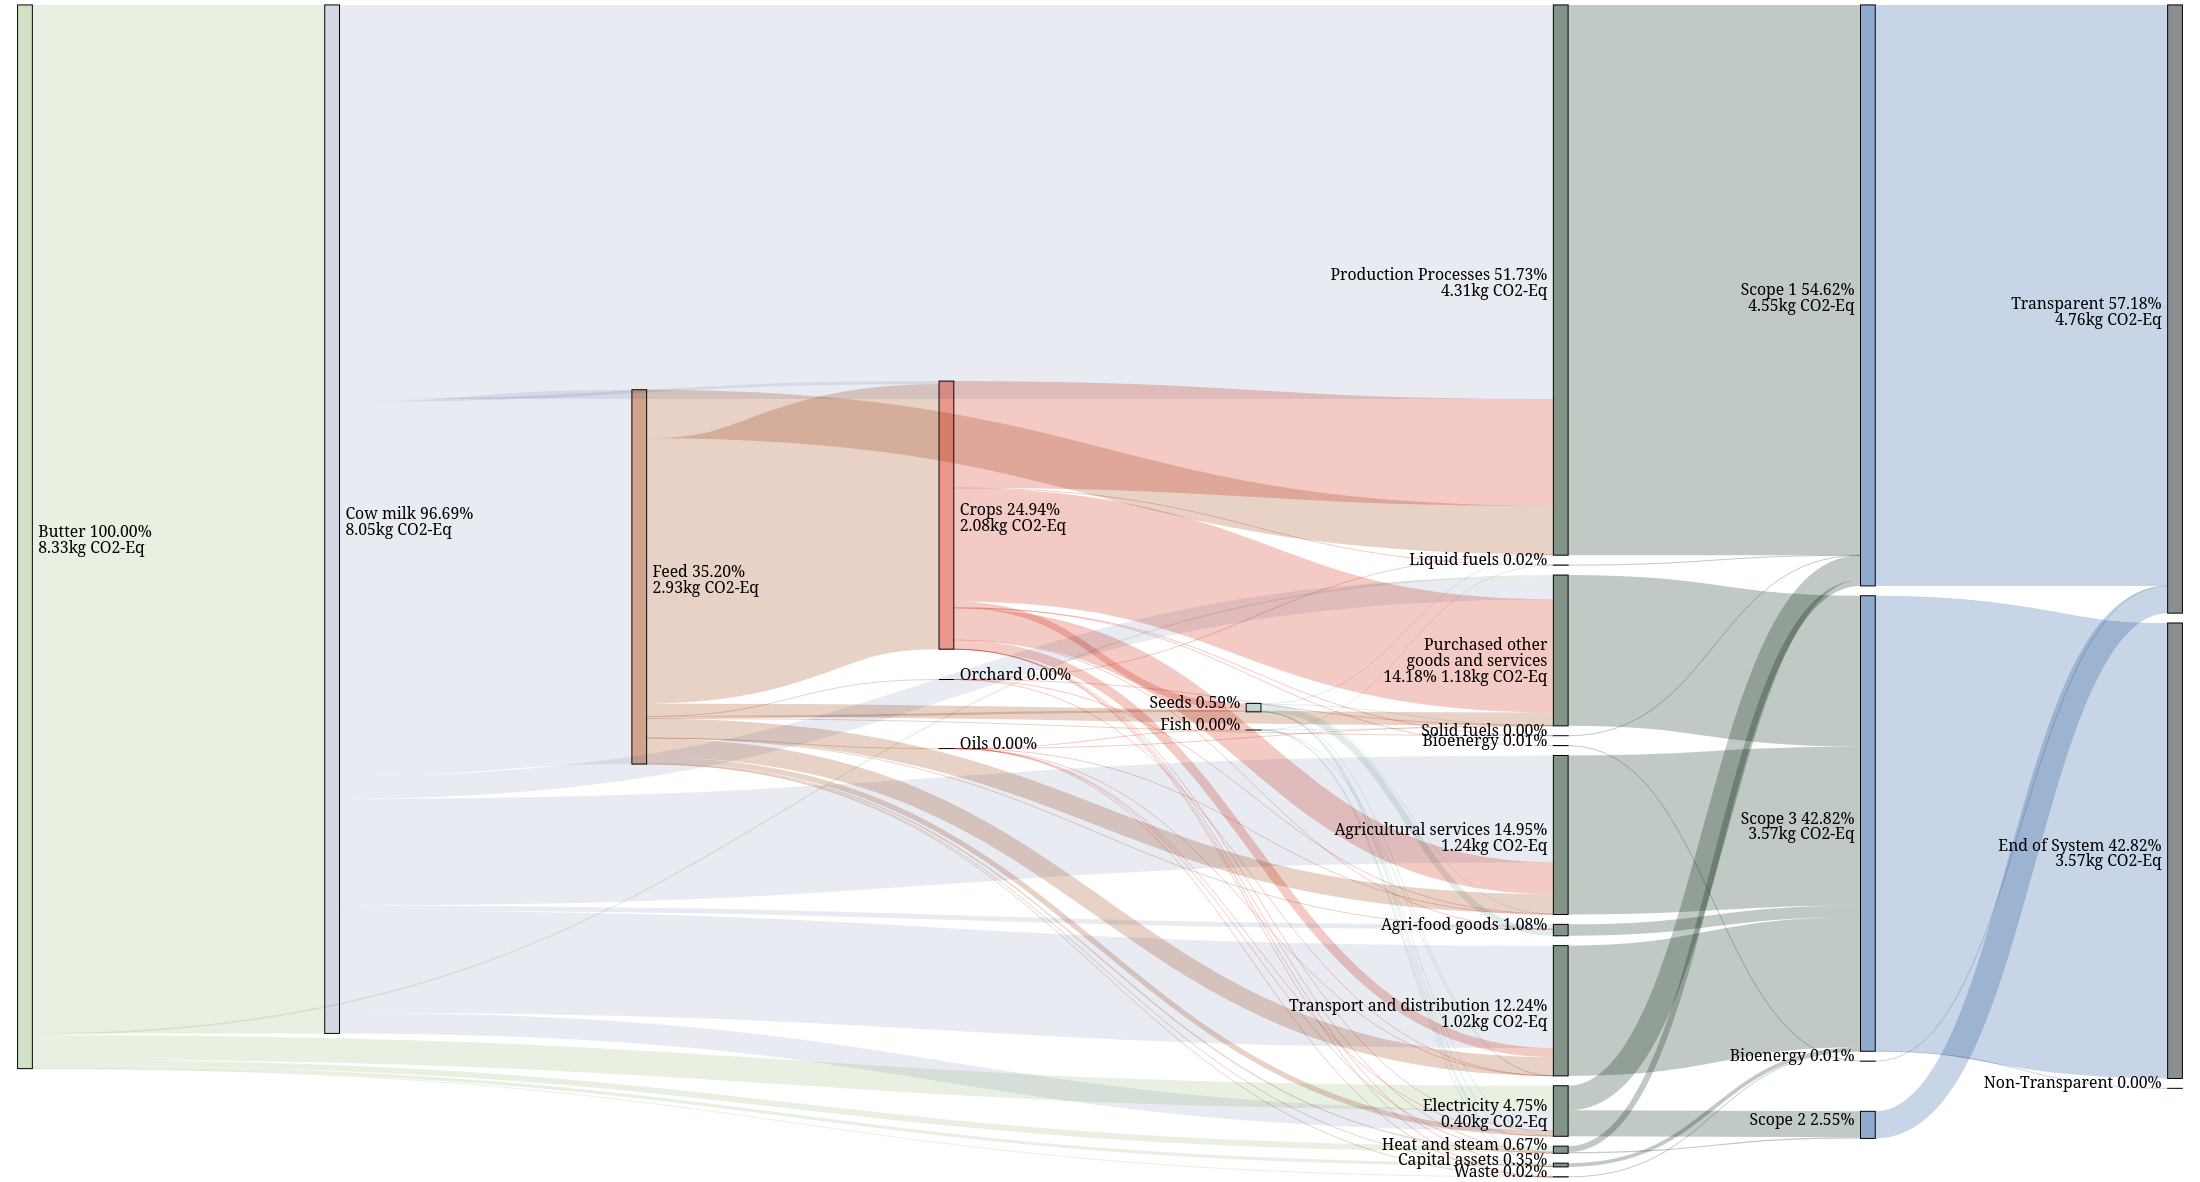 Butter 100.00%
8.33kg CO2-Eq
Cow milk 96.69%
8.05kg CO2-Eq
Feed 35.20%
2.93kg CO2-Eq
Crops 24.94%
2.08kg CO2-Eq
Orchard 0.00%
Oils 0.00%
Seeds 0.59%
Fish 0.00%
Production Processes 51.73%
4.31kg CO2-Eq
Liquid fuels 0.02%
Purchased other
goods and services
14.18% 1.18kg CO2-Eq
Solid fuels 0.00%
Bioenergy 0.01%
Agricultural services 14.95%
1.24kg CO2-Eq
Agri-food goods 1.08%
Transport and distribution 12.24%
1.02kg CO2-Eq
Electricity 4.75%
0.40kg CO2-Eq
Heat and steam 0.67%
Capital assets 0.35%
Waste 0.02%
Scope 1 54.62%
4.55kg CO2-Eq
Scope 3 42.82%
3.57kg CO2-Eq
Bioenergy 0.01%
Scope 2 2.55%
Transparent 57.18%
4.76kg CO2-Eq
End of System 42.82%
3.57kg CO2-Eq
Non-Transparent 0.00%